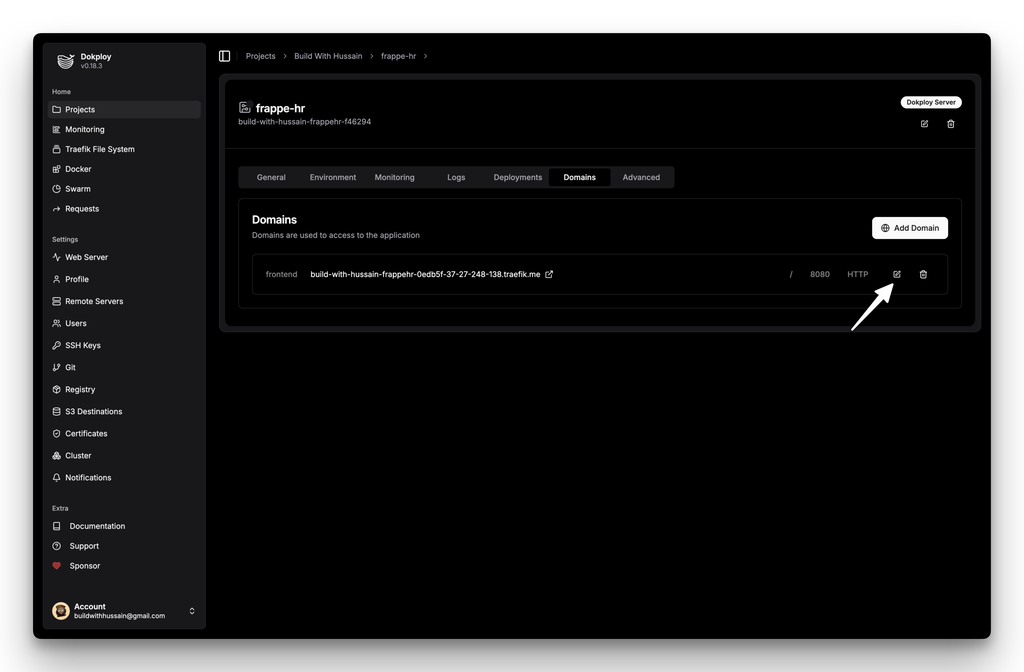 Dokploy
v0.18.3
Home
Projects
Monitoring
Traefik File System
Docker
Swarm
Requests
Settings
Web Server
Profile
Remote Servers
Users
SSH Keys
Git
Registry
S3 Destinations
Certificates
Cluster
Notifications
Extra
Documentation
Support
Sponsor
Account
buildwithhussain@gmail.com
Projects > Build With Hussain > frappe-hr >
frappe-hr
build-with-hussain-frappehr-f46294
Dokploy Server
General Environment Monitoring Logs Deployments Domains Advanced
Domains
Domains are used to access to the application
Add Domain
frontend build-with-hussain-frappehr-0edb5f-37-27-248-138.traefik.me / 8080 HTTP